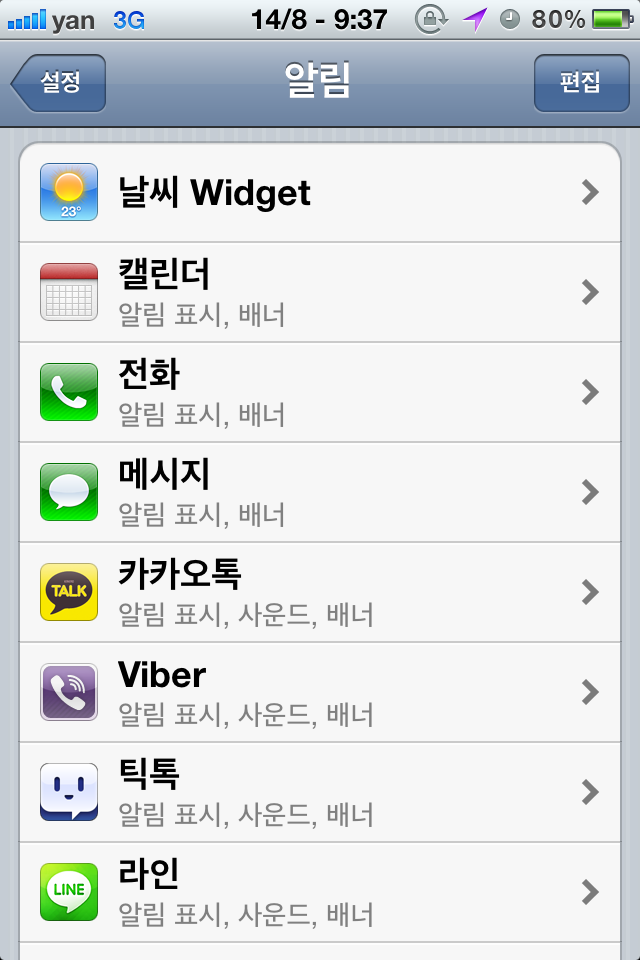 yan 3G 14/8 - 9:37 80%
설정 알림 편집
23°
날씨 Widget
캘린더
알림 표시, 배너
전화
알림 표시, 배너
메시지
알림 표시, 배너
TALK
카카오톡
알림 표시, 사운드, 배너
Viber
알림 표시, 사운드, 배너
틱톡
알림 표시, 사운드, 배너
LINE
라인
알림 표시, 사운드, 배너